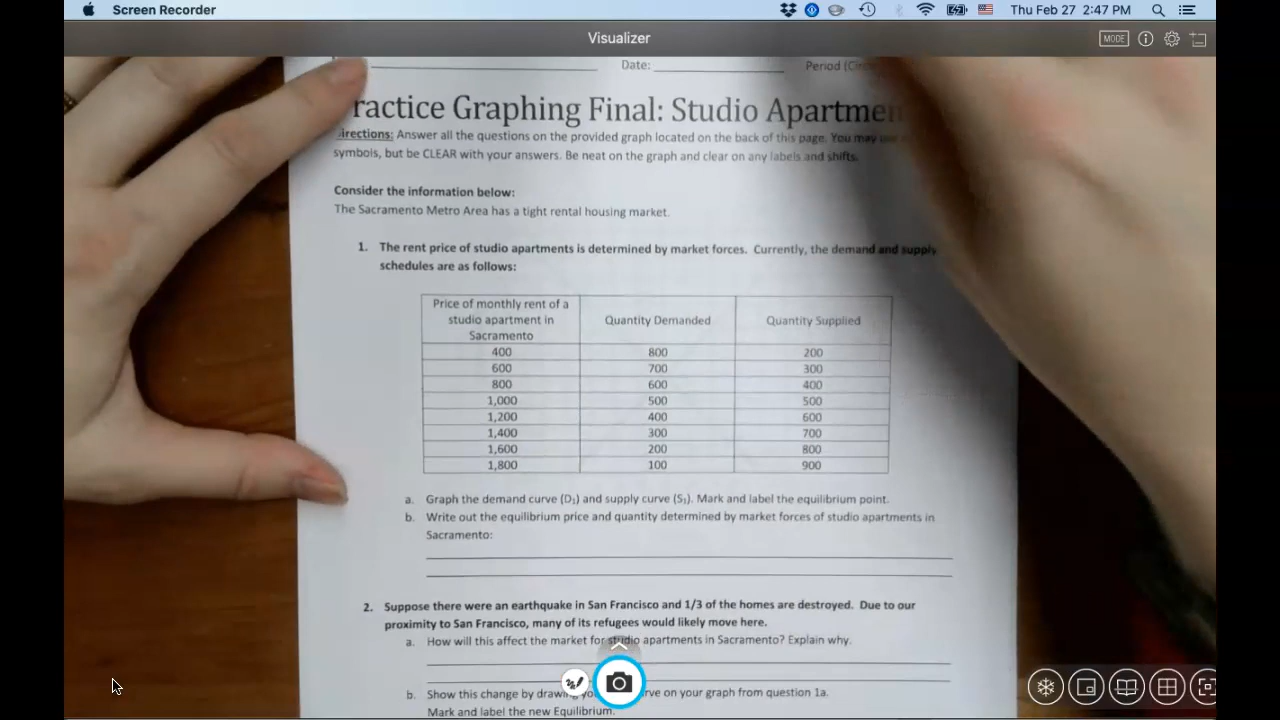 Screen Recorder
Thu Feb 27 2:47 PM
Visualizer
MODE
Date:
Period
ractice Graphing Final: Studio Apartmen
irections: Answer all the questions on the provided graph located on the back of this page. You may
symbols, but be CLEAR with your answers. Be neat on the graph and clear on any labels and shifts.
Consider the information below:
The Sacramento Metro Area has a tight rental housing market.
1. The rent price of studio apartments is determined by market forces. Currently, the demand and supply
schedules are as follows:
Price of monthly rent of a
studio apartment in
Sacramento
Quantity Demanded
Quantity Supplied
400 800 200
600 700 300
800 600 400
1,000 500 500
1,200 400 600
1,400 300 700
1,600 200 800
1,800 100 900
a. Graph the demand curve (D₁) and supply curve (S₁). Mark and label the equilibrium point.
b. Write out the equilibrium price and quantity determined by market forces of studio apartments in
Sacramento:
2. Suppose there were an earthquake in San Francisco and 1/3 of the homes are destroyed. Due to our
proximity to San Francisco, many of its refugees would likely move here.
a. How will this affect the market for studio apartments in Sacramento? Explain why.
b. Show this change by on your graph from question 1a.
Mark and label the new Equilibrium.